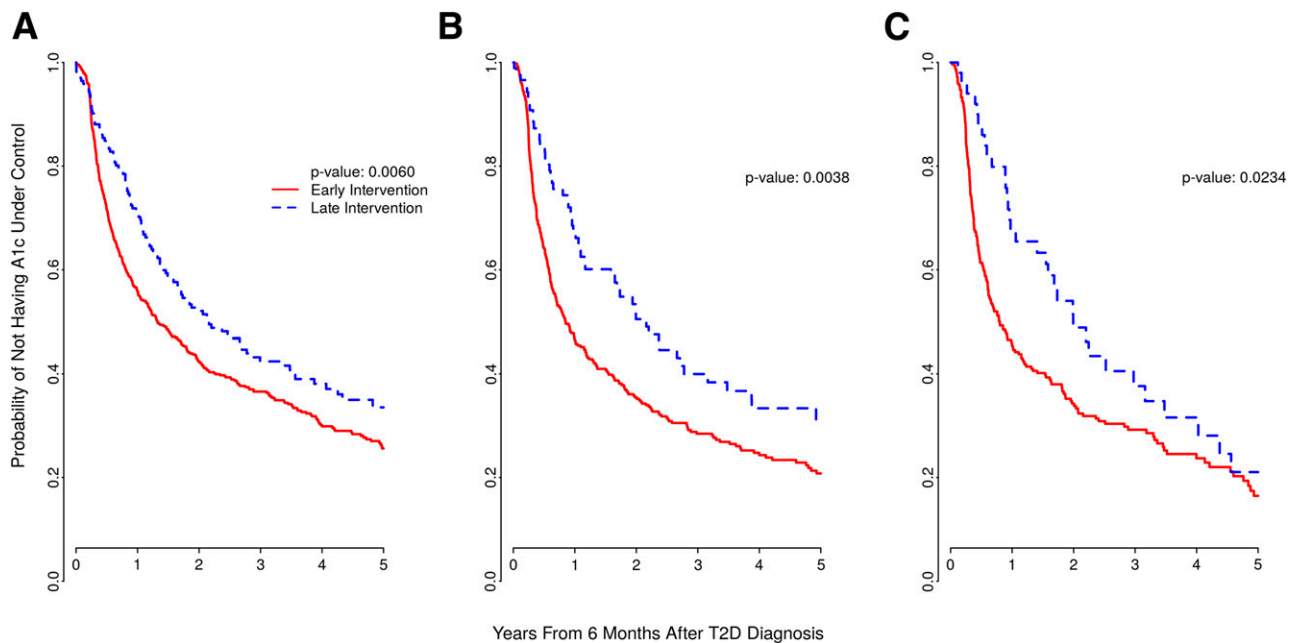 A
B
C
Probability of Not Having A1c Under Control
0.0
0.2
0.4
0.6
0.8
1.0
p-value: 0.0060
Early Intervention
Late Intervention
0 1 2 3 4 5
0.0
0.2
0.4
0.6
0.8
1.0
p-value: 0.0038
0 1 2 3 4 5
0.0
0.2
0.4
0.6
0.8
1.0
p-value: 0.0234
0 1 2 3 4 5
Years From 6 Months After T2D Diagnosis